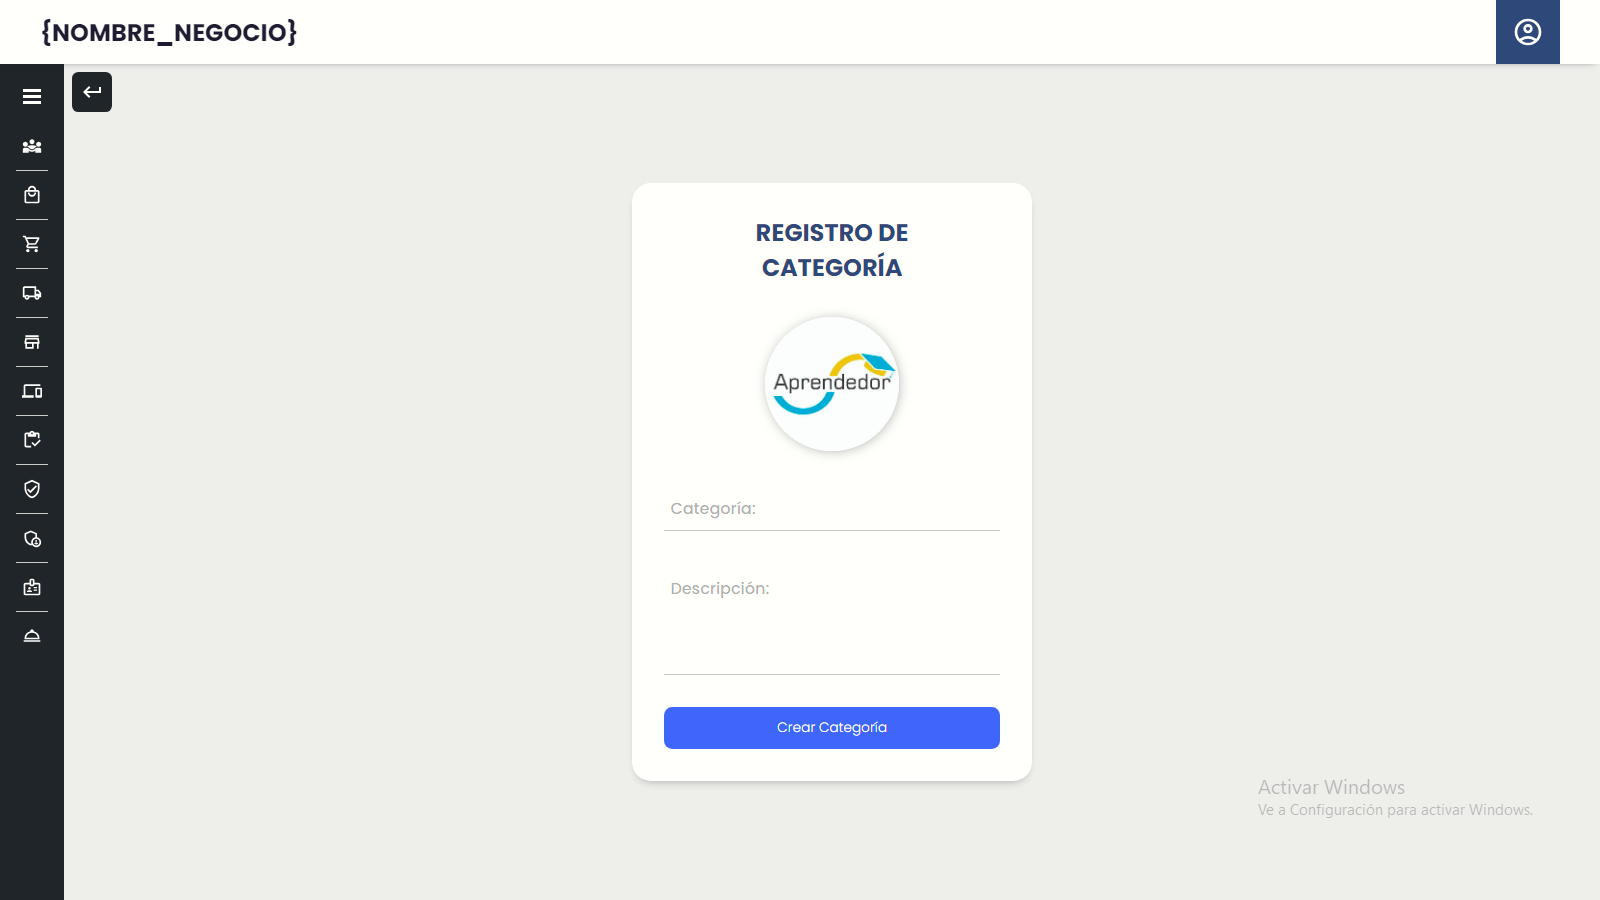 {NOMBRE_NEGOCIO}
REGISTRO DE
CATEGORÍA
Aprendedor
Categoría:
Descripción:
Crear Categoría
Activar Windows
Ve a Configuración para activar Windows.